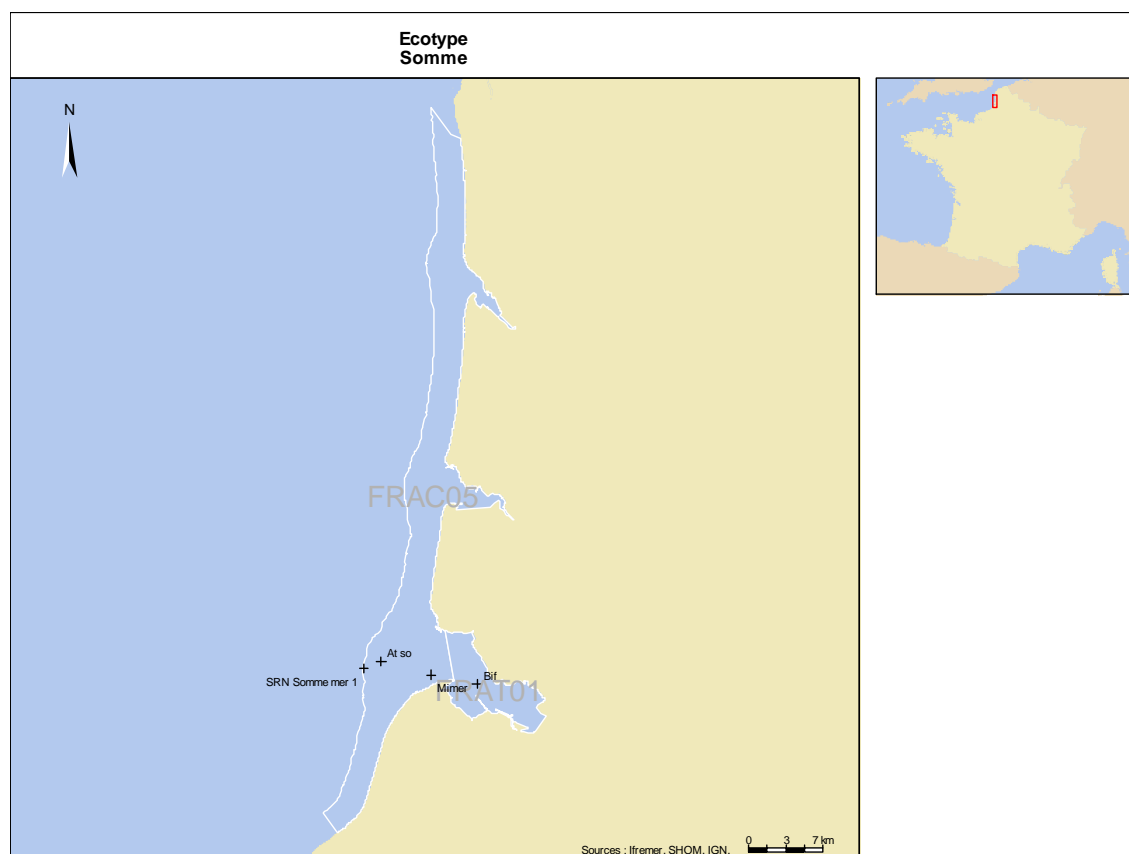 Ecotype
Somme
N
FRAC05
At so
SRN Somme mer 1
Bif
Mimer
FRAT01
0 3 7 km
Sources : Ifremer, SHOM, IGN.